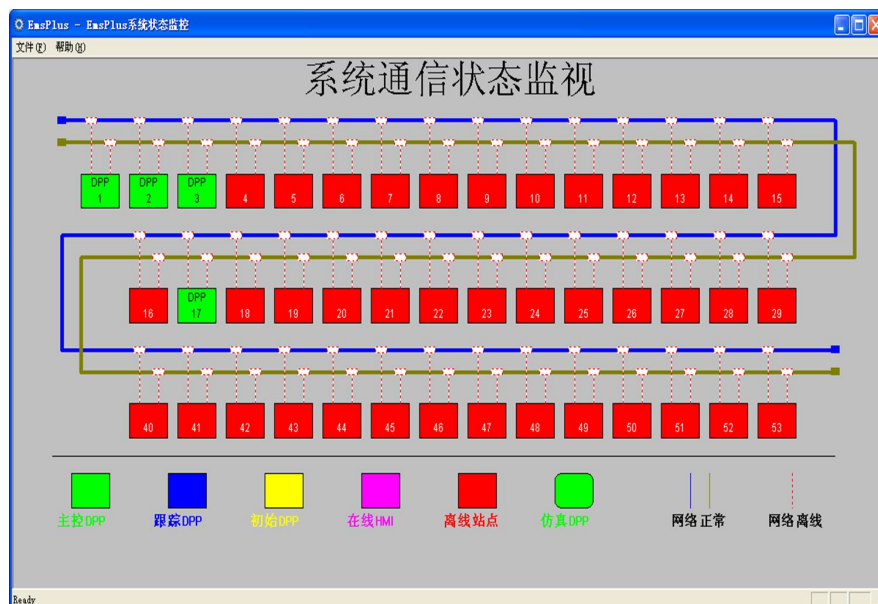 EmsPlus - EmsPlus系统状态监控
文件(F) 帮助(H)
系统通信状态监视
DPP DPP DPP
1 2 3 4 5 6 7 8 9 10 11 12 13 14 15
DPP
16 17 18 19 20 21 22 23 24 25 26 27 28 29
40 41 42 43 44 45 46 47 48 49 50 51 52 53
主控DPP 跟踪DPP 初始DPP 在线HMI 离线站点 仿真DPP 网络正常 网络离线
Ready